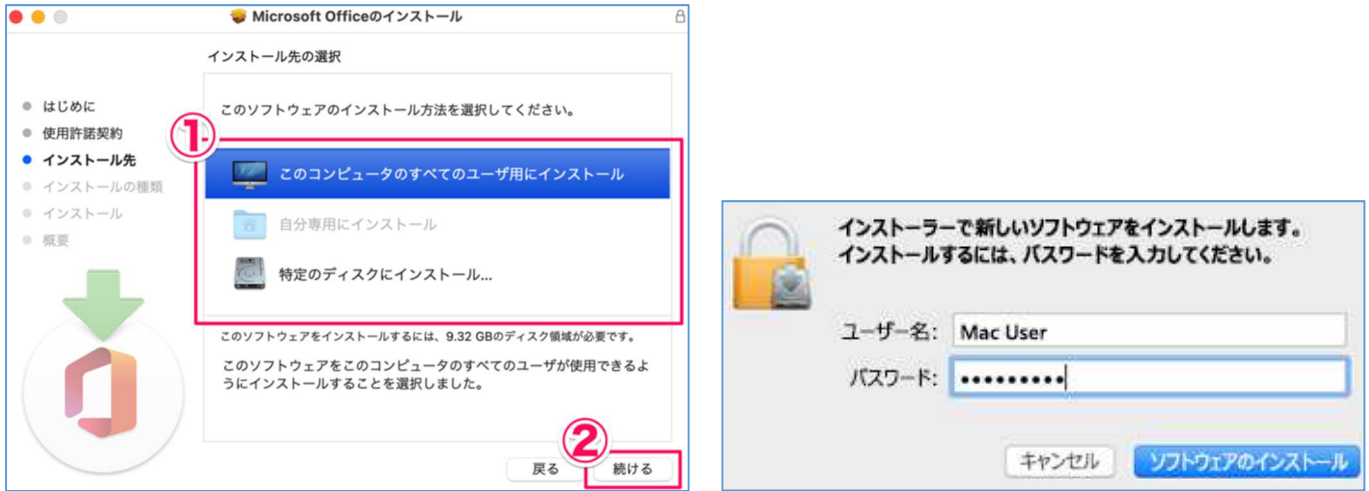 Microsoft Officeのインストール
インストール先の選択
はじめに
使用許諾契約
インストール先
インストールの種類
インストール
概要
このソフトウェアのインストール方法を選択してください。
①
このコンピュータのすべてのユーザ用にインストール
自分専用にインストール
特定のディスクにインストール...
このソフトウェアをインストールするには、9.32 GBのディスク領域が必要です。
このソフトウェアをこのコンピュータのすべてのユーザが使用できるよ
うにインストールすることを選択しました。
②
戻る
続ける
インストーラーで新しいソフトウェアをインストールします。
インストールするには、パスワードを入力してください。
ユーザー名: Mac User
パスワード: •••••••••
キャンセル
ソフトウェアのインストール